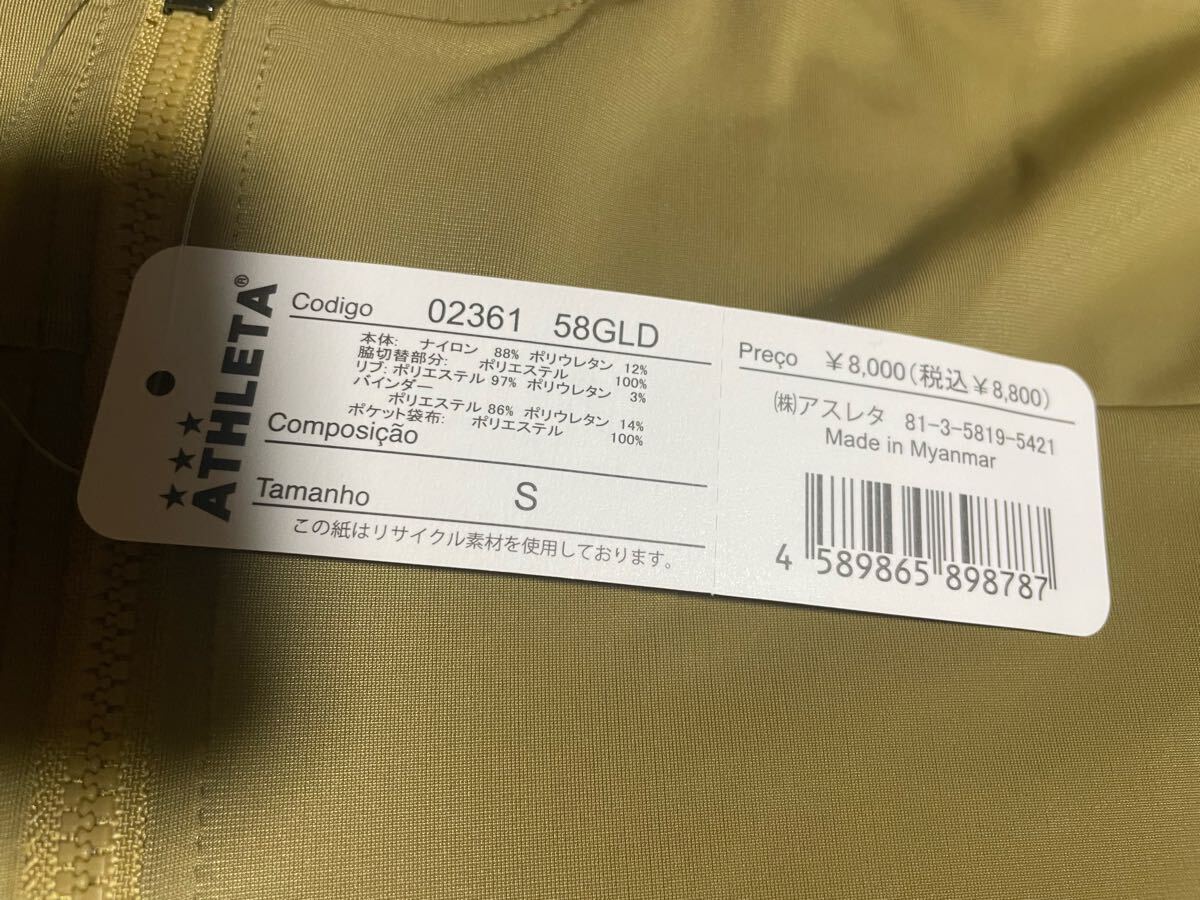 ATHLETA®
Codigo 02361 58GLD
本体: ナイロン 88% ポリウレタン 12%
脇切替部分: ポリエステル 100%
リブ: ポリエステル 97% ポリウレタン 3%
バインダー
ポリエステル 86% ポリウレタン 14%
ポケット袋布: ポリエステル 100%
Composição
Tamanho S
この紙はリサイクル素材を使用しております。
Preço ¥8,000(税込¥8,800)
㈱アスレタ 81-3-5819-5421
Made in Myanmar
4 589865 898787